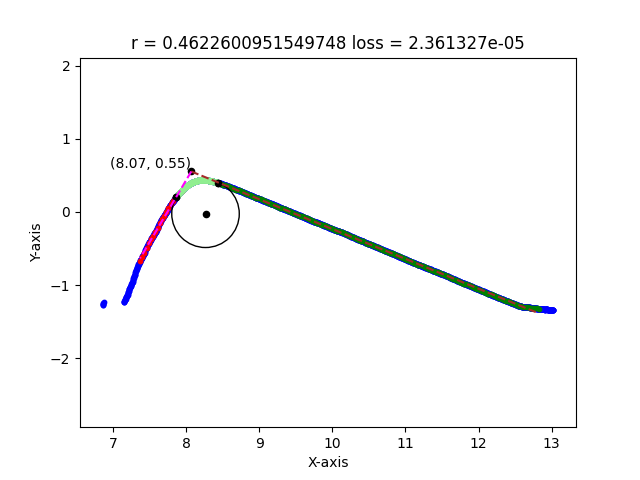 r = 0.4622600951549748 loss = 2.361327e-05
2
1
0
−1
−2
(8.07, 0.55)
Y-axis
7 8 9 10 11 12 13
X-axis